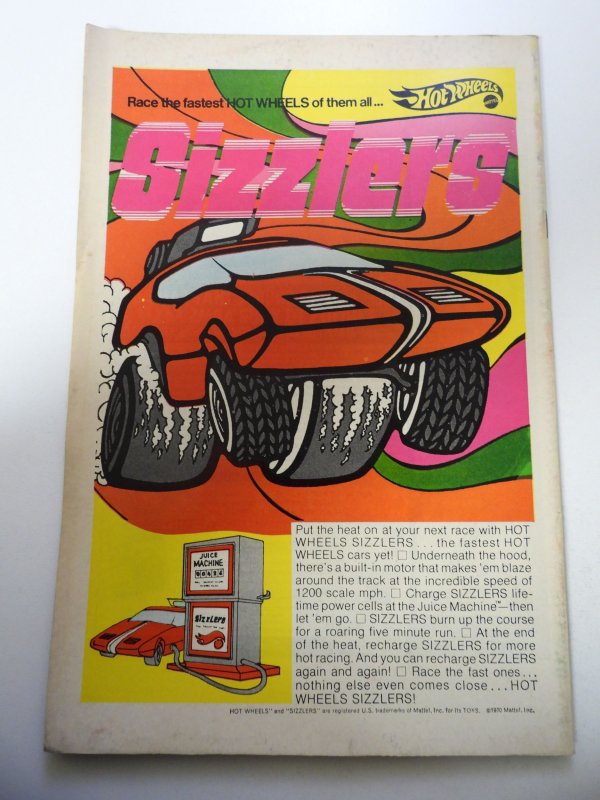 Race the fastest HOT WHEELS of them all...
Hot Wheels
MATTEL
Sizzlers
JUICE
MACHINE
Sizzlers
Put the heat on at your next race with HOT
WHEELS SIZZLERS...the fastest HOT
WHEELS cars yet! □ Underneath the hood,
there's a built-in motor that makes 'em blaze
around the track at the incredible speed of
1200 scale mph. □ Charge SIZZLERS life-
time power cells at the Juice Machine™—then
let 'em go. □ SIZZLERS burn up the course
for a roaring five minute run. □ At the end
of the heat, recharge SIZZLERS for more
hot racing. And you can recharge SIZZLERS
again and again! □ Race the fast ones...
nothing else even comes close...HOT
WHEELS SIZZLERS!
HOT WHEELS" and "SIZZLERS" are registered U.S. trademarks of Mattel, Inc. for its TOYS. ©1970 Mattel, Inc.